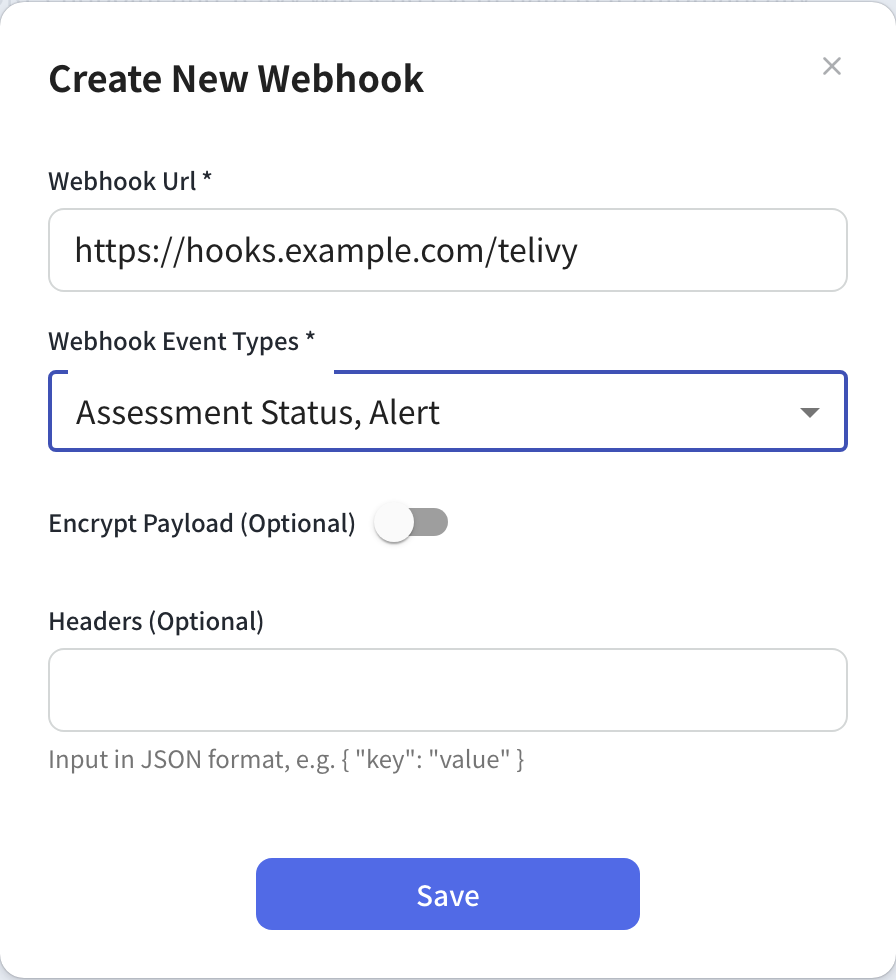 Create New Webhook
Webhook Url *
https://hooks.example.com/telivy
Webhook Event Types *
Assessment Status, Alert
Encrypt Payload (Optional)
Headers (Optional)
Input in JSON format, e.g. { "key": "value" }
Save